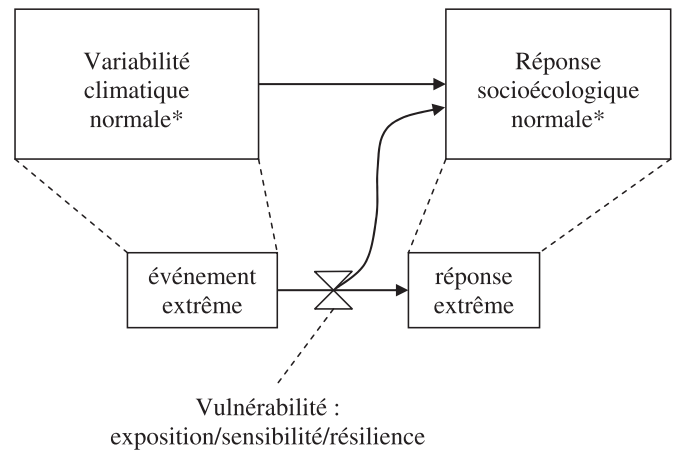 Variabilité
climatique
normale*
Réponse
socioécologique
normale*
événement
extrême
réponse
extrême
Vulnérabilité :
exposition/sensibilité/résilience